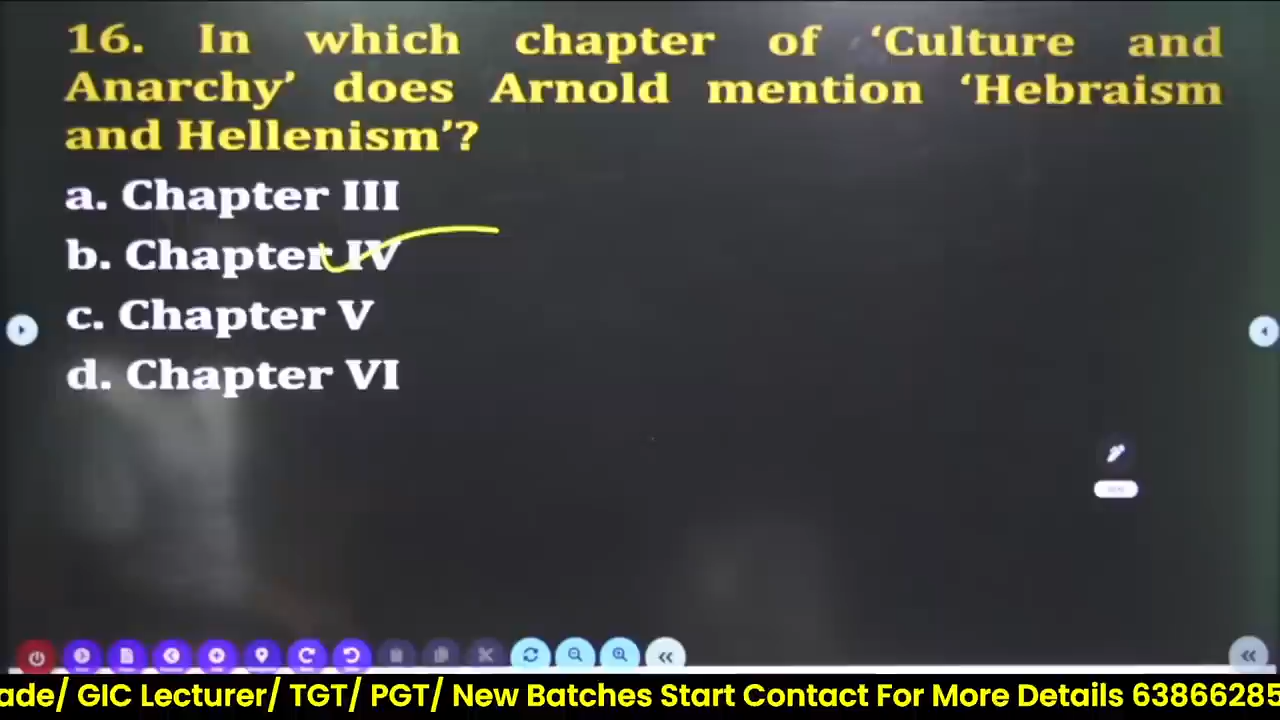 16. In which chapter of ‘Culture and
Anarchy’ does Arnold mention ‘Hebraism
and Hellenism’?
a. Chapter III
b. Chapter IV
c. Chapter V
d. Chapter VI
ade/ GIC Lecturer/ TGT/ PGT/ New Batches Start Contact For More Details 63866285